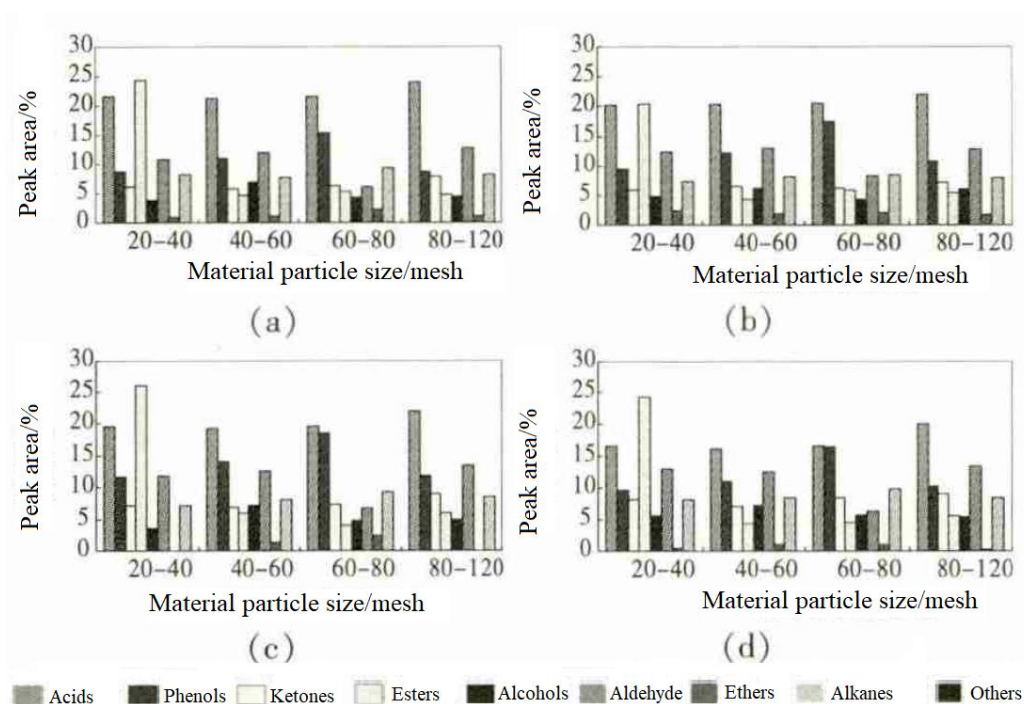 30
25
20
15
10
5
0
Peak area/%
20-40 40-60 60-80 80-120
Material particle size/mesh
(a)
30
25
20
15
10
5
0
Peak area/%
20-40 40-60 60-80 80-120
Material particle size/mesh
(b)
30
25
20
15
10
5
0
Peak area/%
20-40 40-60 60-80 80-120
Material particle size/mesh
(c)
30
25
20
15
10
5
0
Peak area/%
20-40 40-60 60-80 80-120
Material particle size/mesh
(d)
Acids Phenols Ketones Esters Alcohols Aldehyde Ethers Alkanes Others